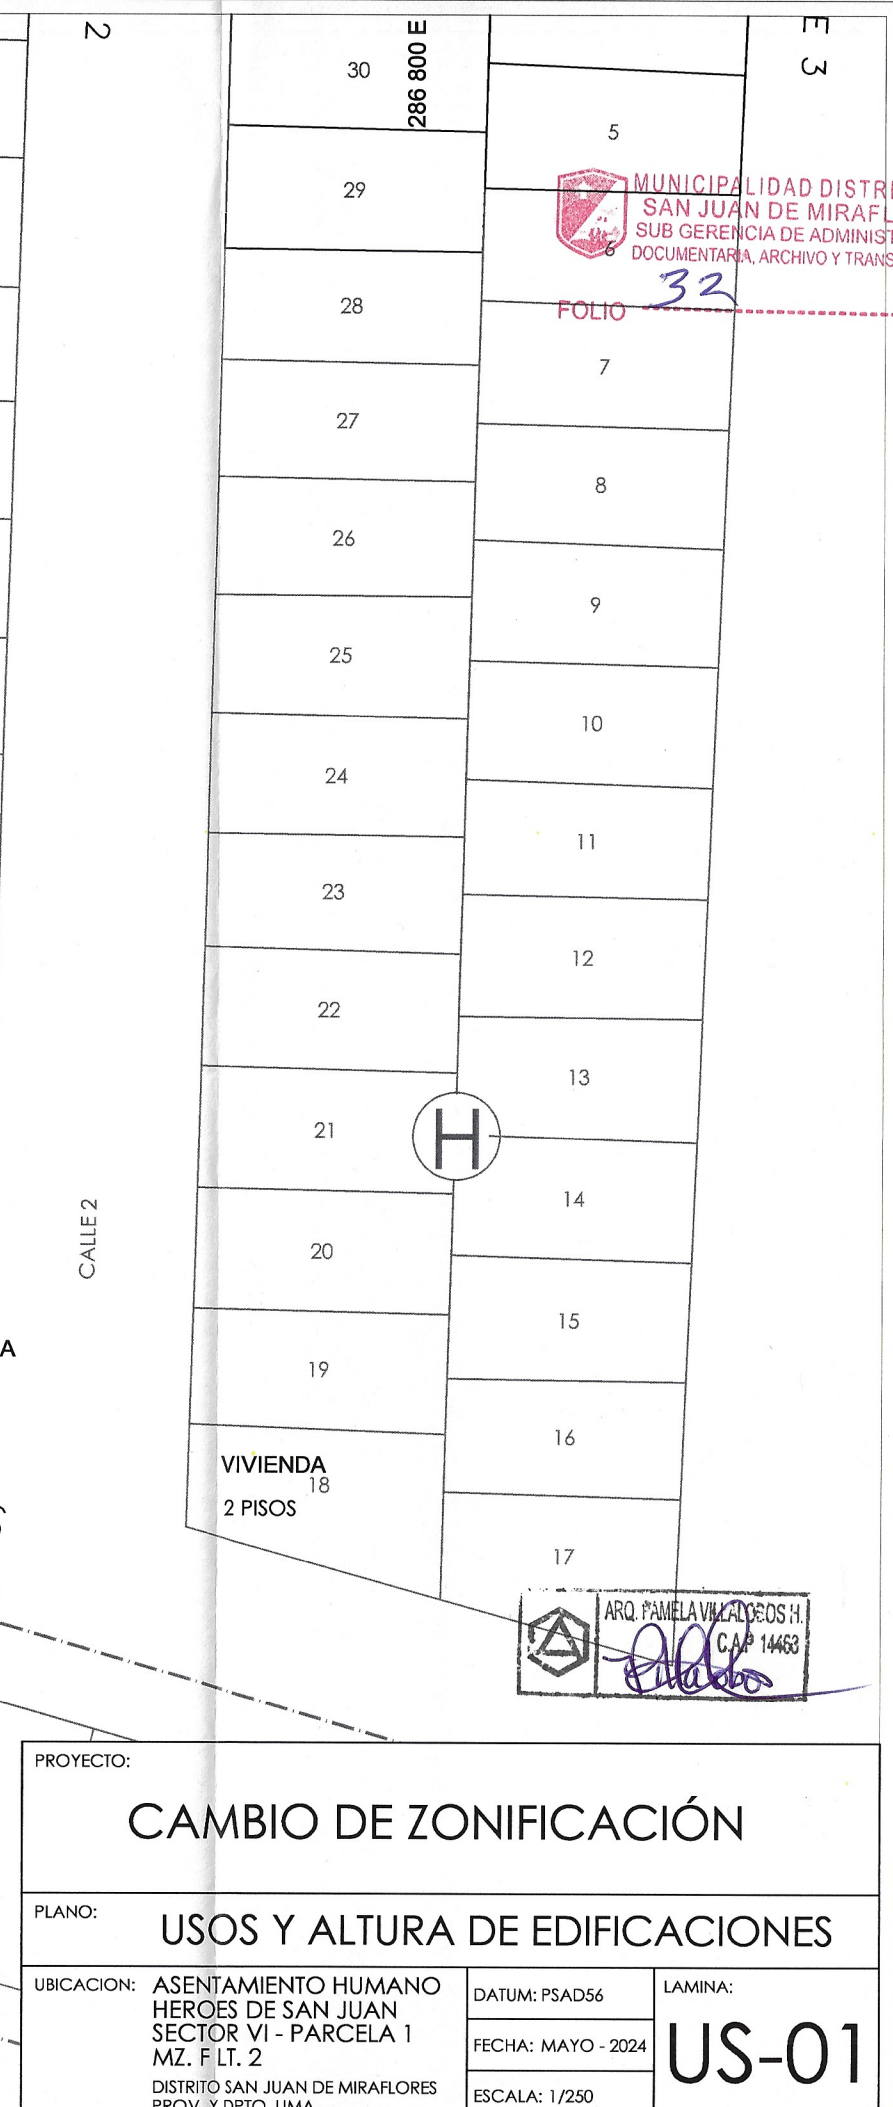 2
30
286 800 E
E 3
5
29
MUNICIPALIDAD DISTRI
SAN JUAN DE MIRAFL
SUB GERENCIA DE ADMINIST
DOCUMENTARIA, ARCHIVO Y TRANS
6
FOLIO 32
28
7
27
8
26
9
25
10
24
11
23
12
22
13
21
H
14
CALLE 2
20
15
A
19
16
VIVIENDA
18
2 PISOS
17
ARQ. PAMELA VILLALOBOS H.
C.A.P 14463
PROYECTO:
CAMBIO DE ZONIFICACIÓN
PLANO:
USOS Y ALTURA DE EDIFICACIONES
UBICACION:
ASENTAMIENTO HUMANO
HEROES DE SAN JUAN
SECTOR VI - PARCELA 1
MZ. F LT. 2
DISTRITO SAN JUAN DE MIRAFLORES
PROV. Y DPTO. LIMA
DATUM: PSAD56
FECHA: MAYO - 2024
ESCALA: 1/250
LAMINA:
US-01